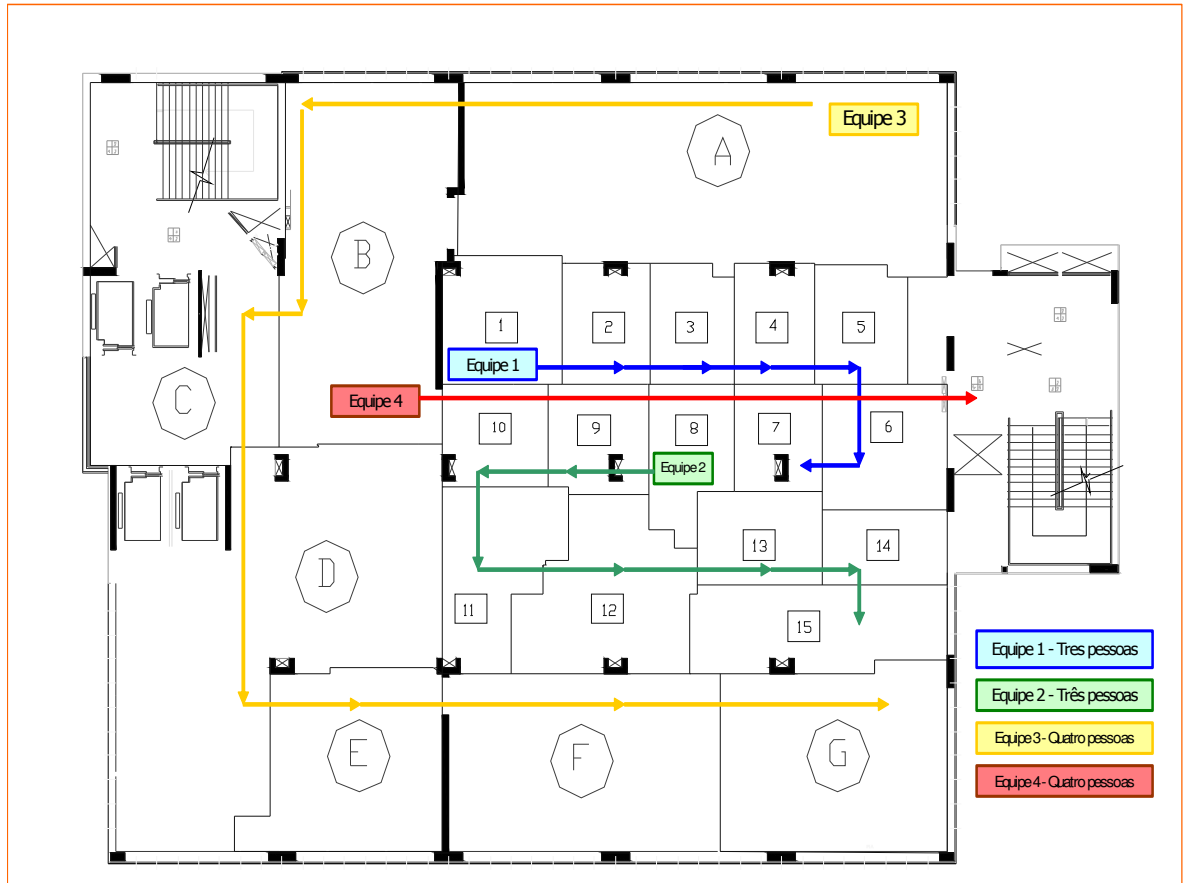 Equipe 3
A
B
1
2
3
4
5
Equipe 1
C
Equipe 4
10
9
8
7
6
Equipe 2
13
14
D
11
12
15
Equipe 1 - Tres pessoas
Equipe 2 - Três pessoas
Equipe 3 - Quatro pessoas
Equipe 4 - Quatro pessoas
E
F
G